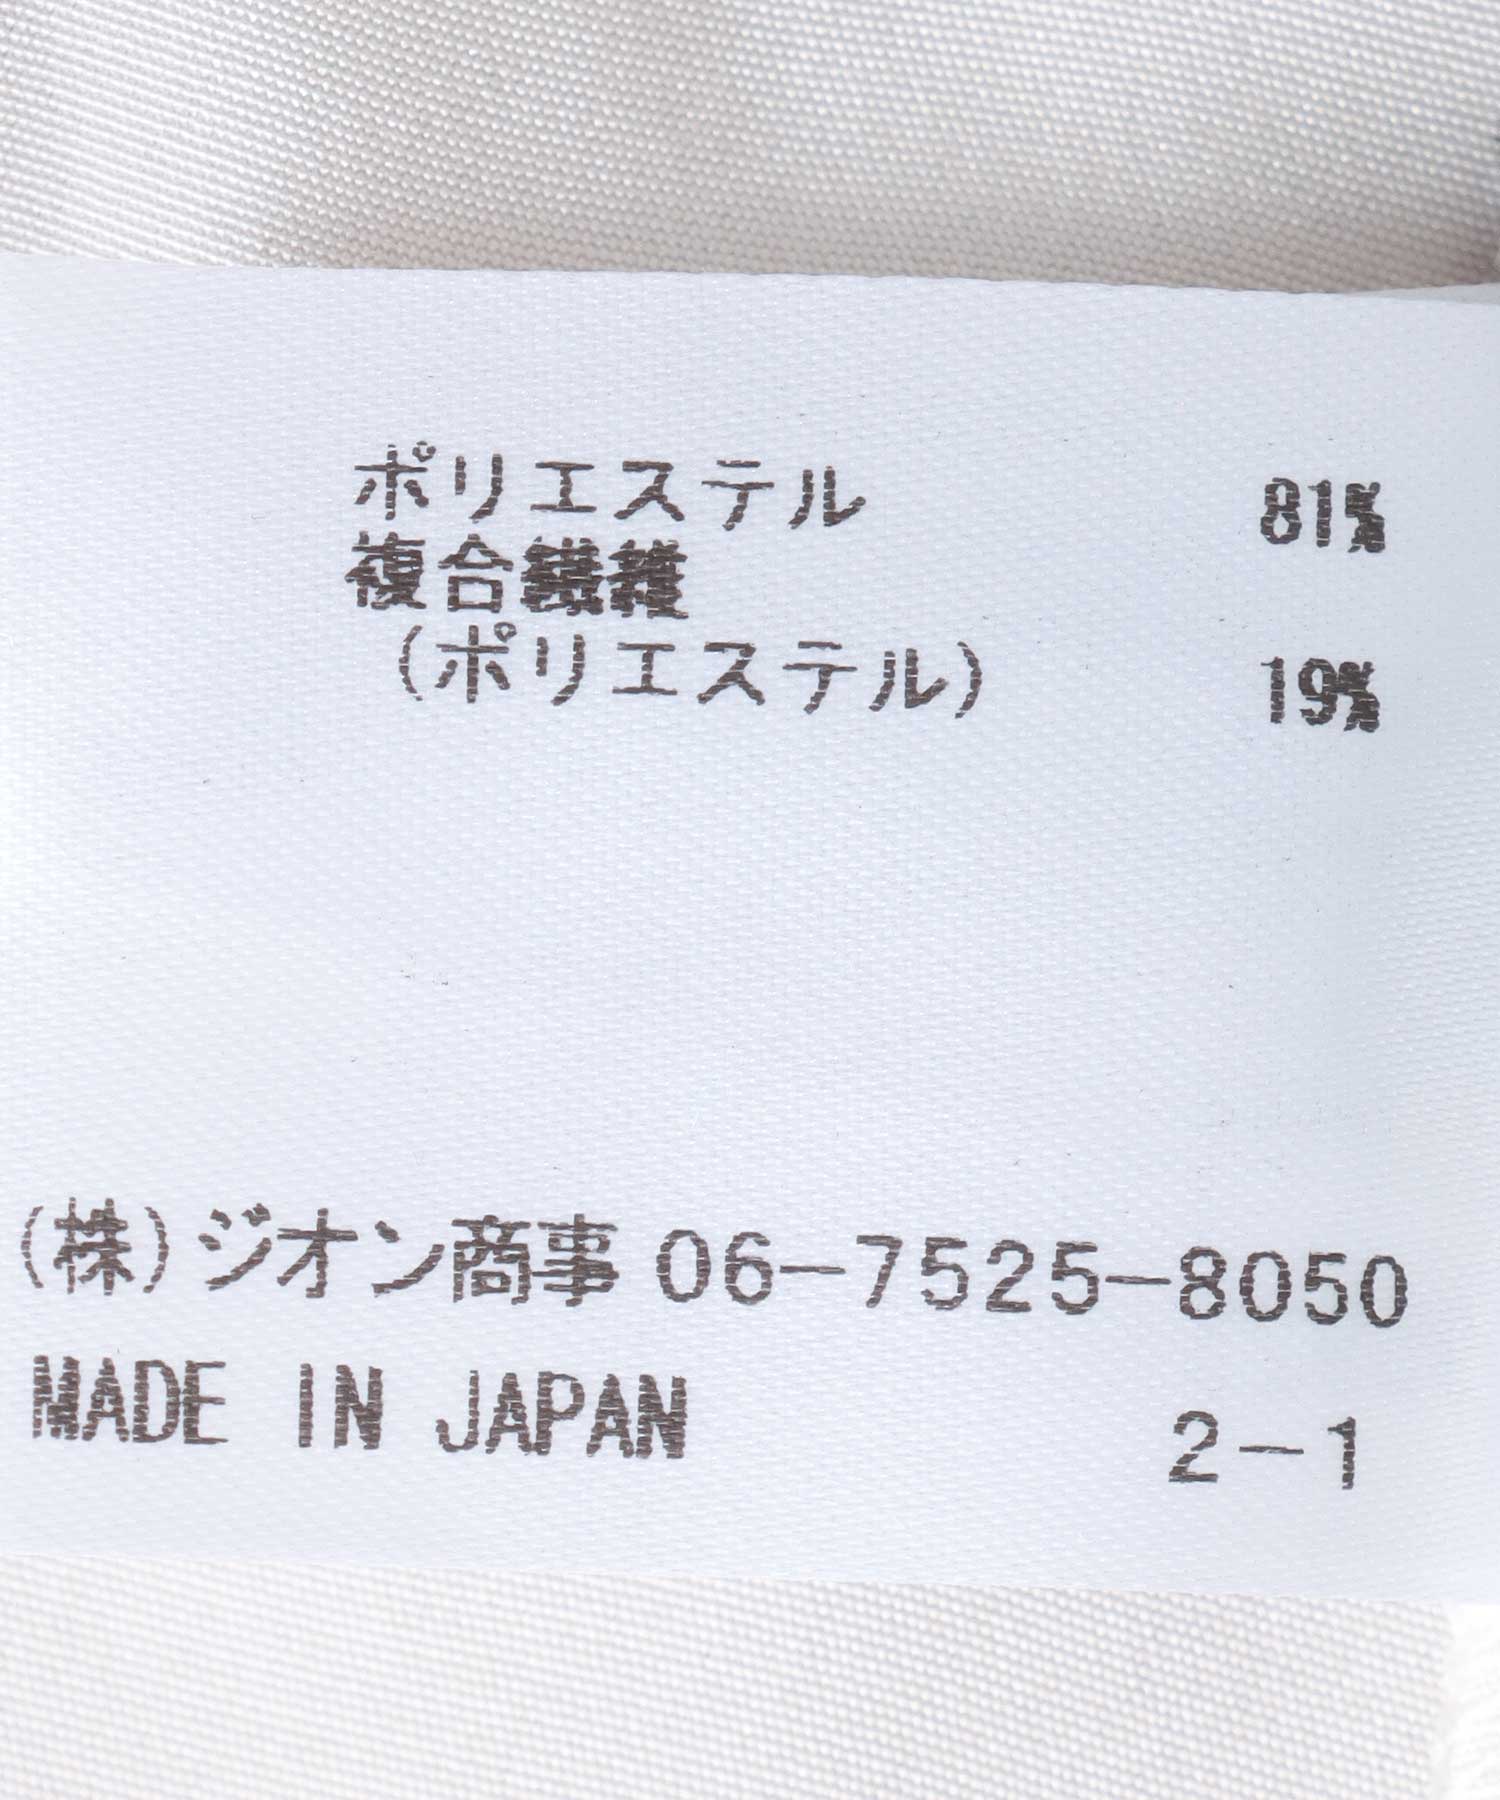 ポリエステル 81%
複合繊維
(ポリエステル) 19%
(株)ジオン商事 06-7525-8050
MADE IN JAPAN 2-1